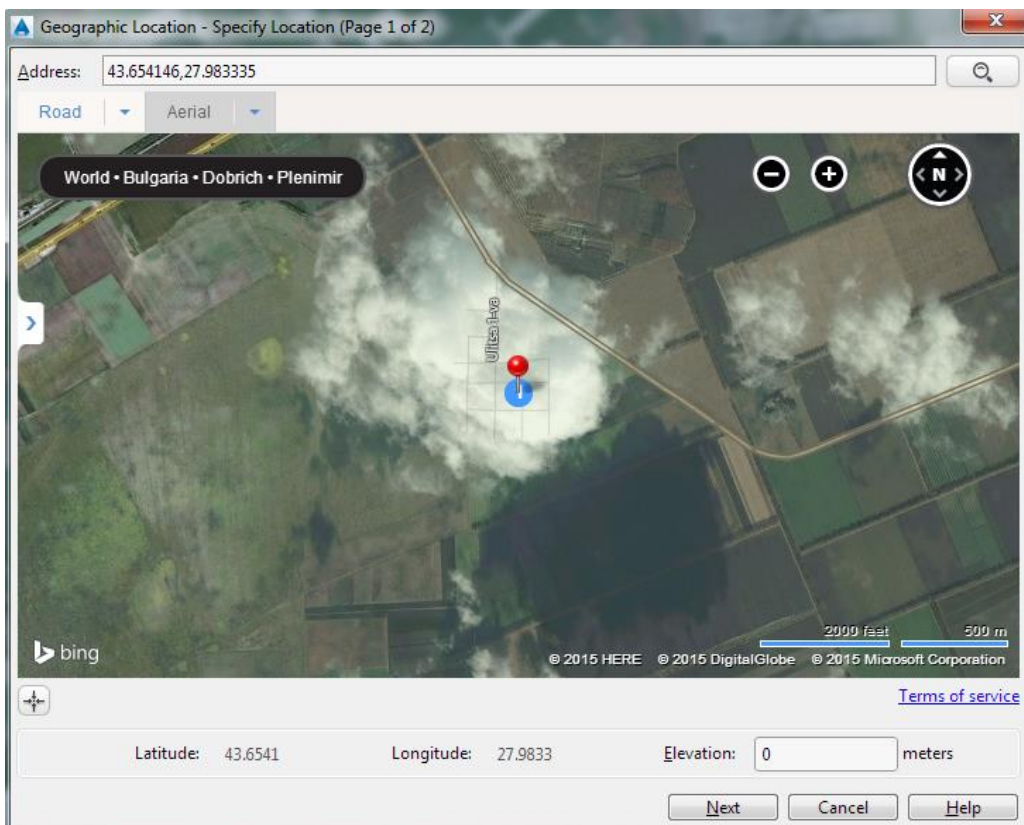 Geographic Location - Specify Location (Page 1 of 2)
Address: 43.654146,27.983335
Road Aerial
World • Bulgaria • Dobrich • Plenimir
N
Ulitsa 1-va
2000 feet 500 m
bing
© 2015 HERE © 2015 DigitalGlobe © 2015 Microsoft Corporation
Terms of service
Latitude: 43.6541 Longitude: 27.9833 Elevation: 0 meters
Next Cancel Help